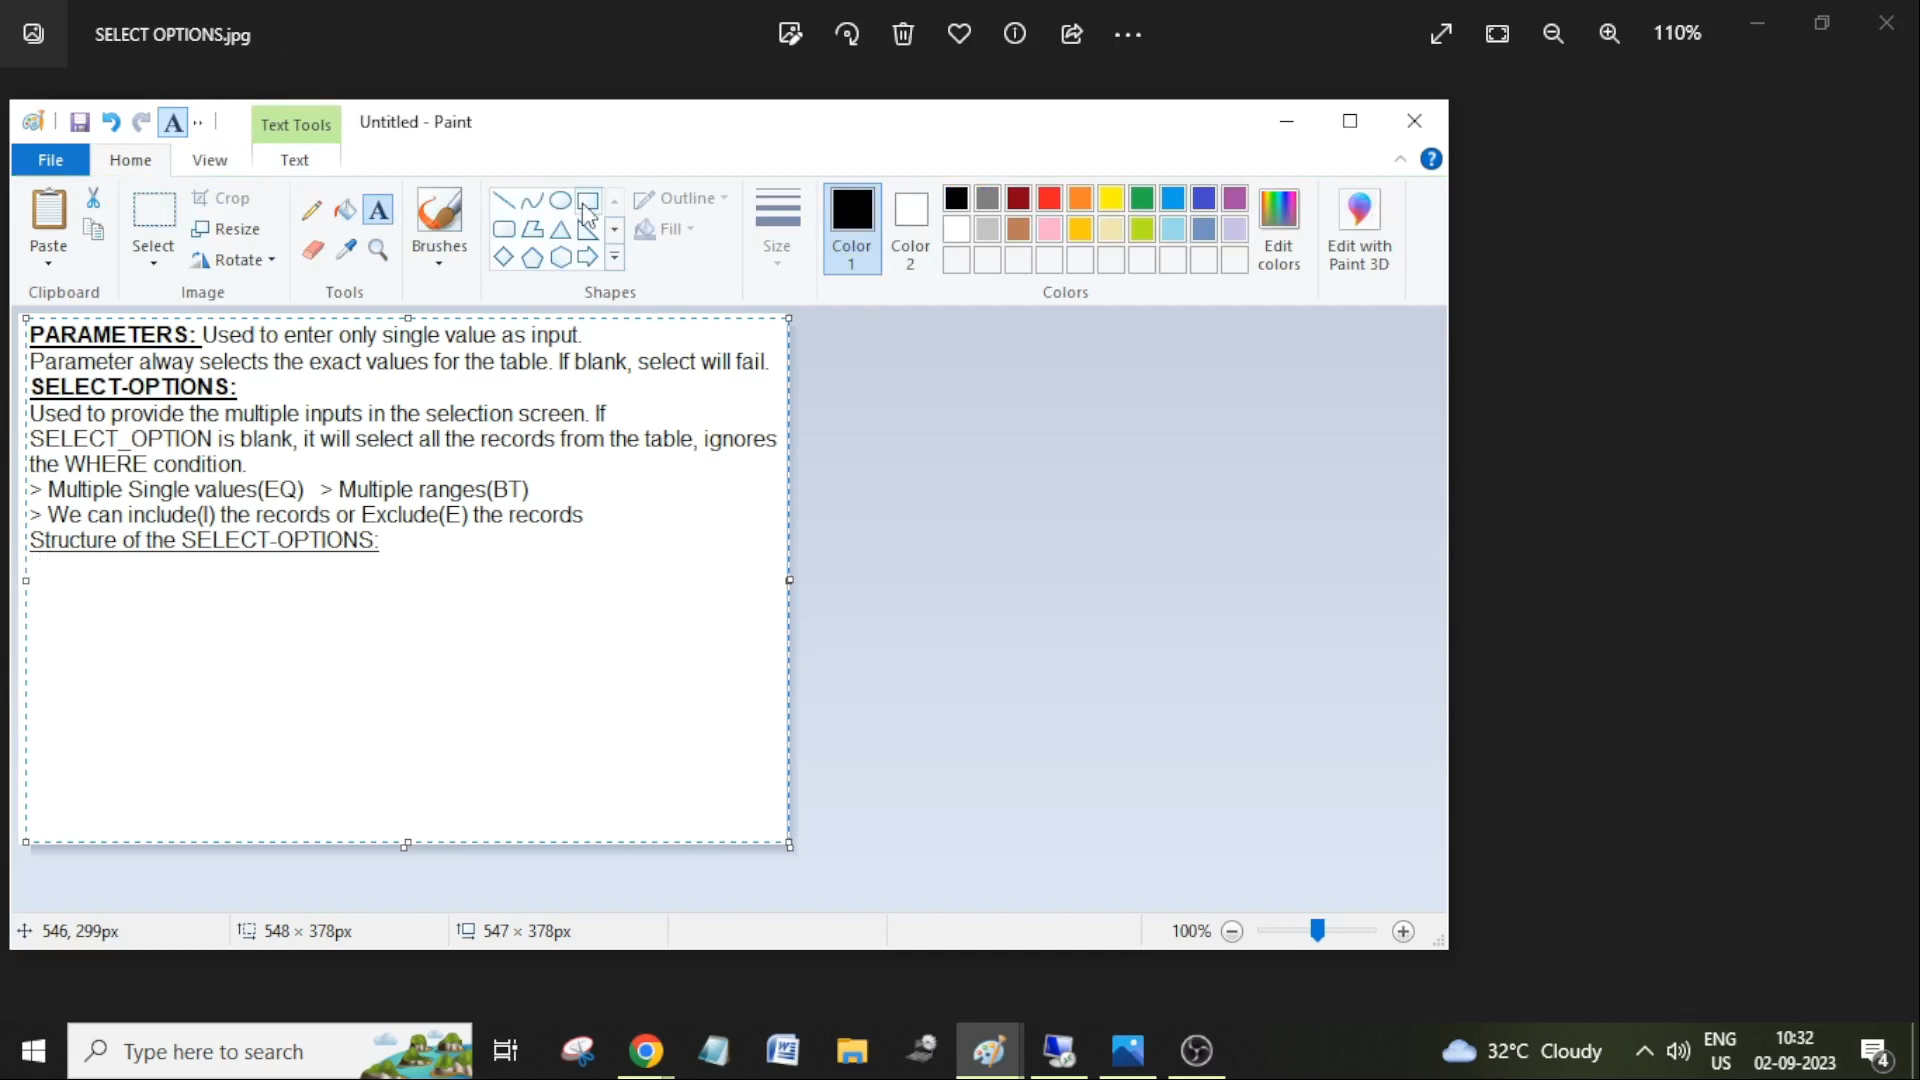 SELECT OPTIONS.jpg
110%
A
Text Tools
Untitled - Paint
File
Home
View
Text
?
Paste
Select
Crop
Resize
Rotate
A
Brushes
Outline
Fill
Size
Color
1
Color
2
Edit
colors
Edit with
Paint 3D
Clipboard
Image
Tools
Shapes
Colors
PARAMETERS: Used to enter only single value as input.
Parameter alway selects the exact values for the table. If blank, select will fail.
SELECT-OPTIONS:
Used to provide the multiple inputs in the selection screen. If
SELECT_OPTION is blank, it will select all the records from the table, ignores
the WHERE condition.
> Multiple Single values(EQ) > Multiple ranges(BT)
> We can include(I) the records or Exclude(E) the records
Structure of the SELECT-OPTIONS:
546, 299px
548 × 378px
547 × 378px
100%
Type here to search
W
32°C Cloudy
ENG
US
10:32
02-09-2023
4